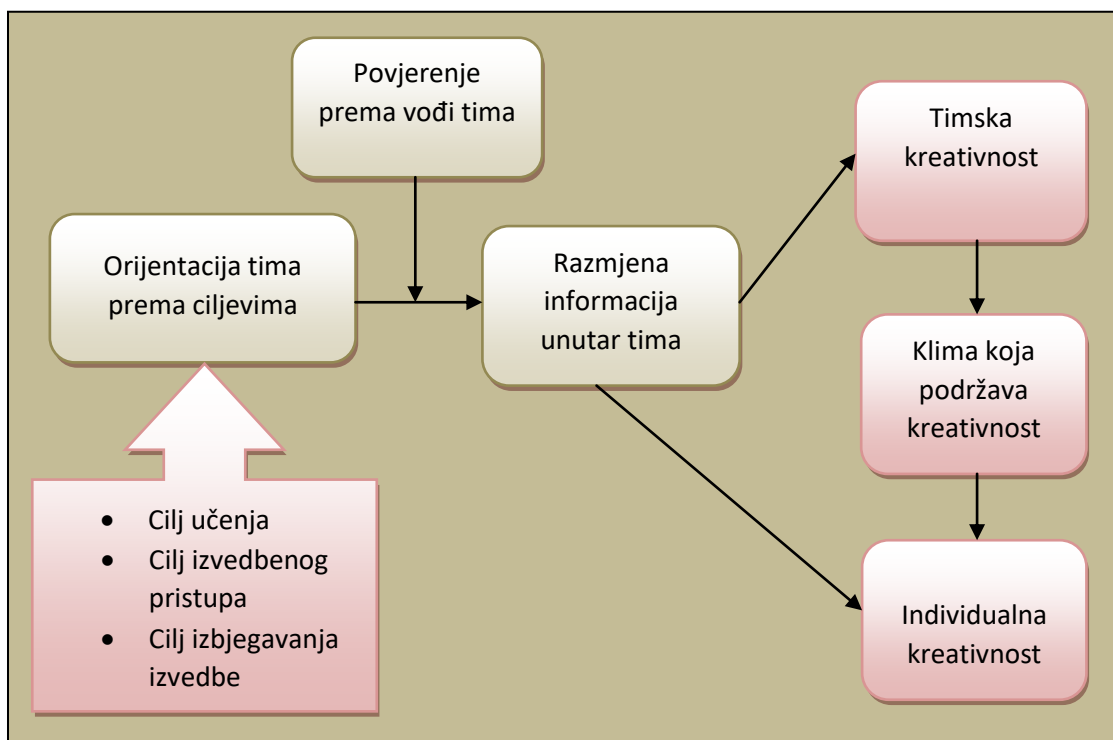 Povjerenje
prema vođi tima
Timska
kreativnost
Orijentacija tima
prema ciljevima
Razmjena
informacija
unutar tima
Klima koja
podržava
kreativnost
• Cilj učenja
• Cilj izvedbenog
pristupa
• Cilj izbjegavanja
izvedbe
Individualna
kreativnost